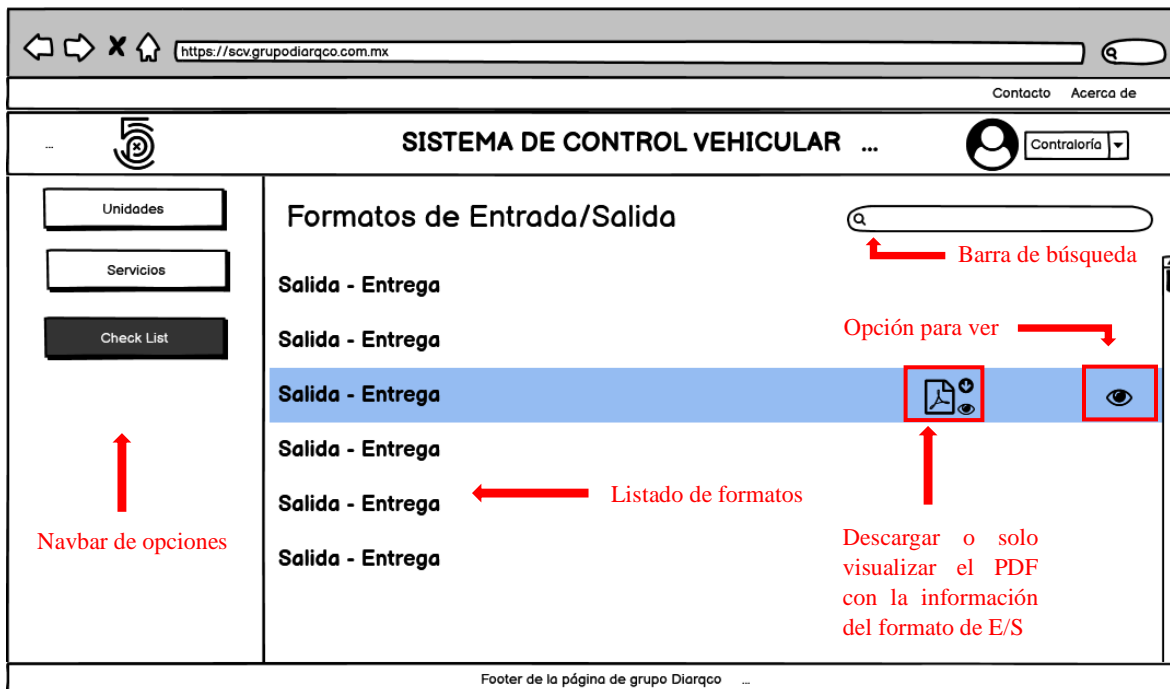 https://scv.grupodiarqco.com.mx
Contacto Acerca de
...
SISTEMA DE CONTROL VEHICULAR ...
Contraloría
Unidades
Servicios
Check List
Navbar de opciones
Formatos de Entrada/Salida
Barra de búsqueda
Salida - Entrega
Salida - Entrega
Opción para ver
Salida - Entrega
Salida - Entrega
Salida - Entrega
Listado de formatos
Salida - Entrega
Descargar o solo
visualizar el PDF
con la información
del formato de E/S
Footer de la página de grupo Diarqco ...